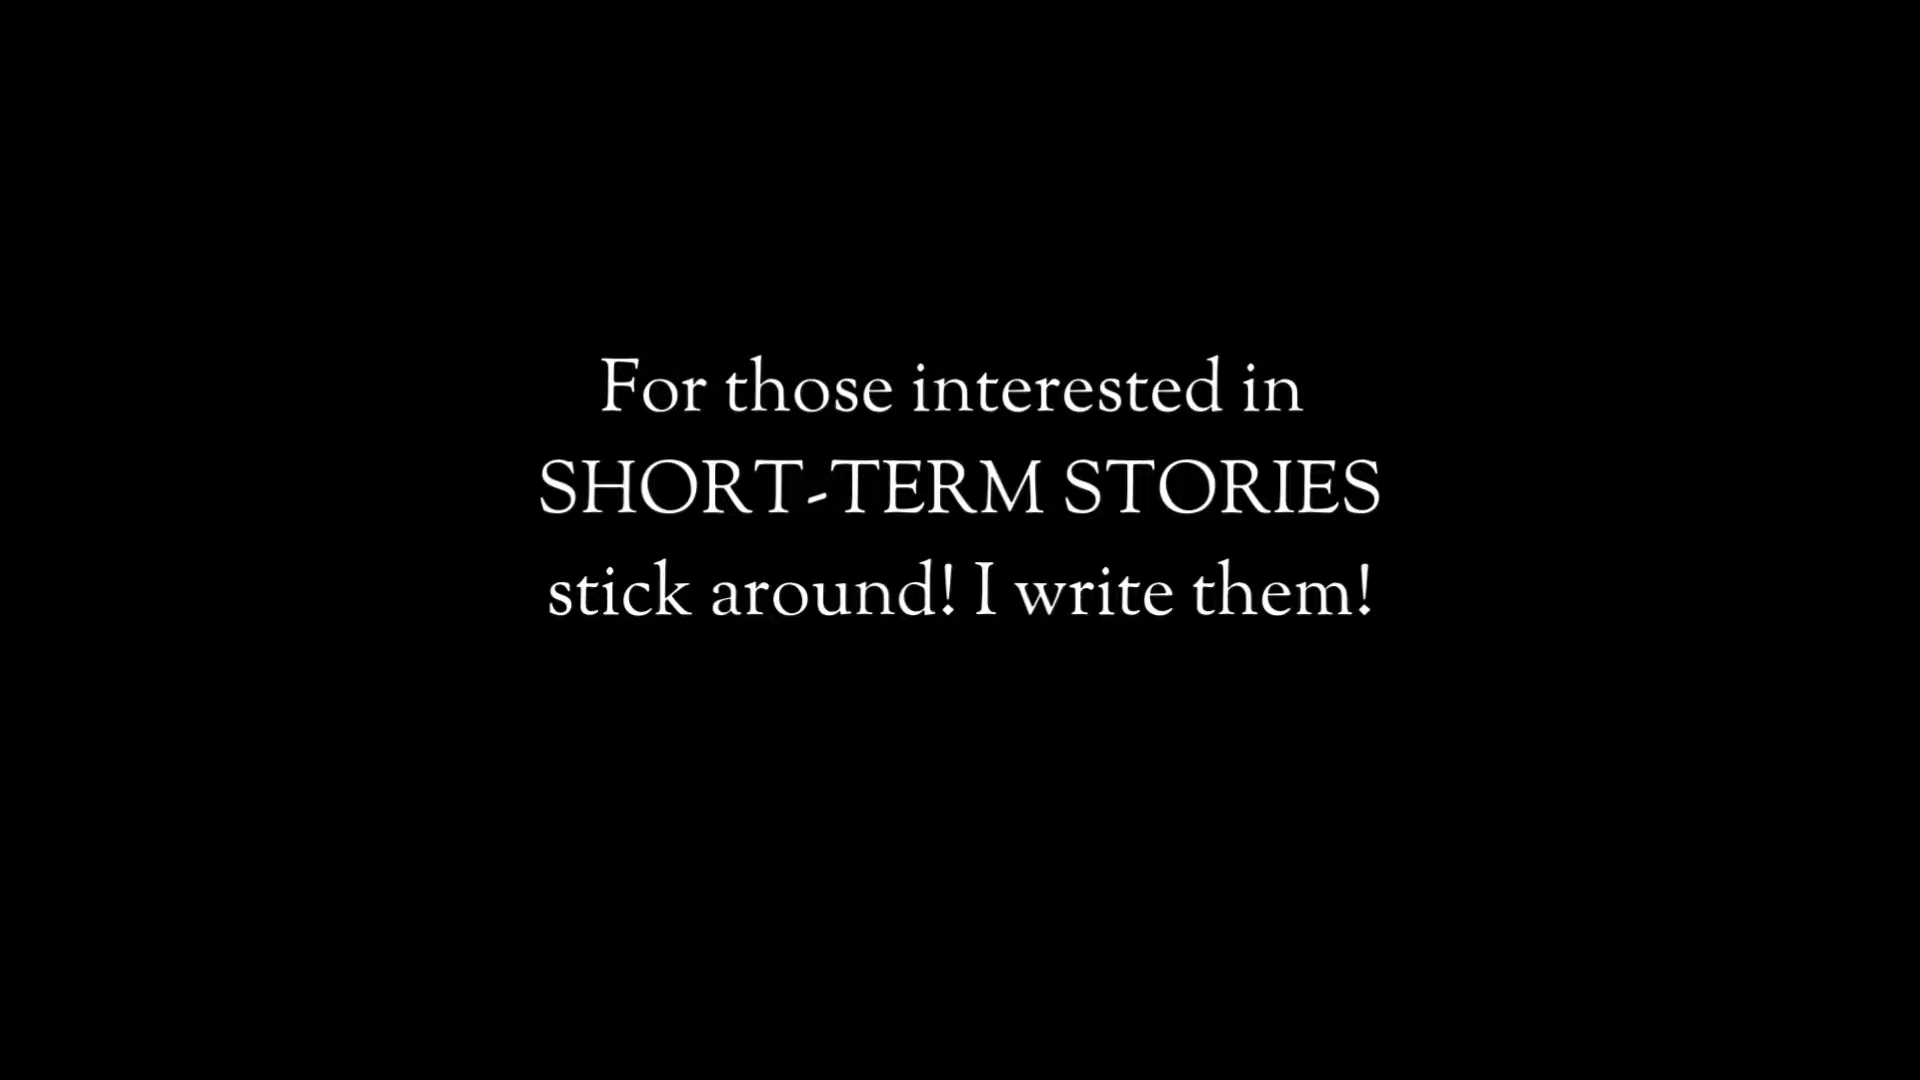 For those interested in
SHORT-TERM STORIES
stick around! I write them!